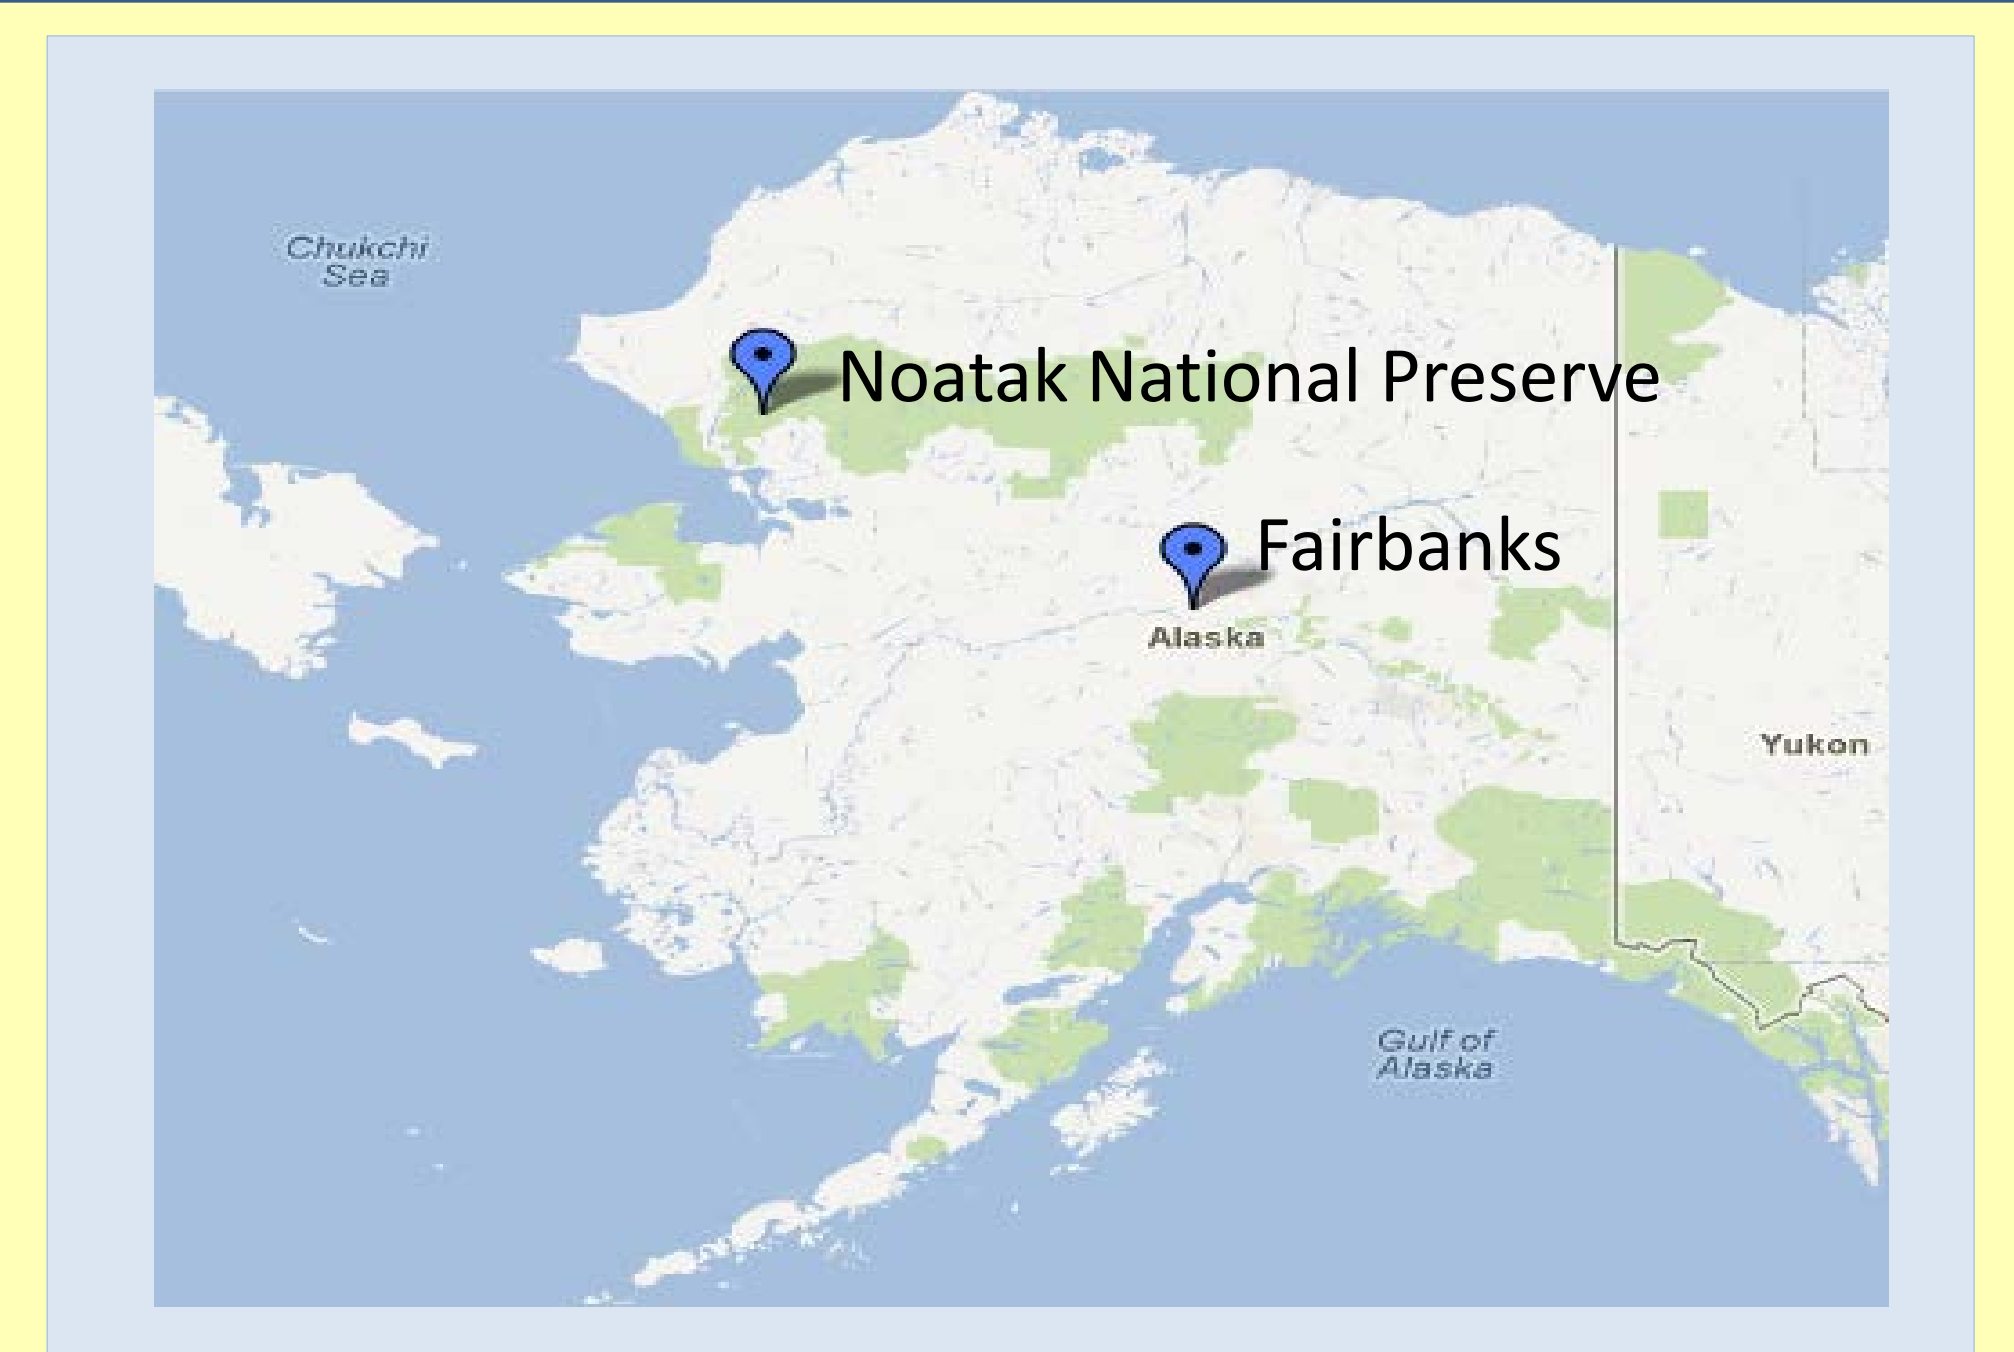 Chukchi
Sea
Noatak National Preserve
Fairbanks
Alaska
Yukon
Gulf of
Alaska